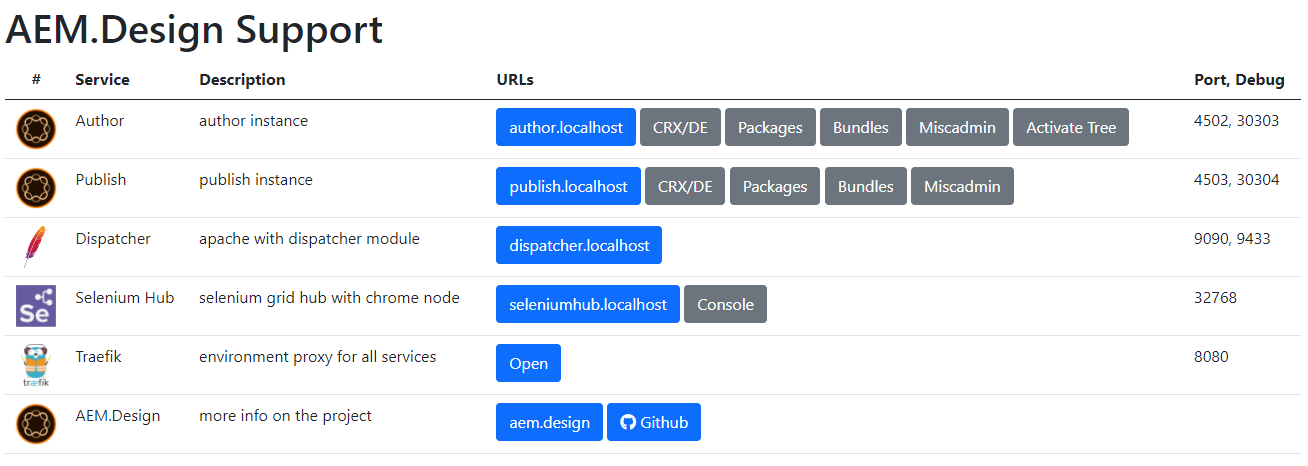 AEM.Design Support
# Service Description URLs Port, Debug
Author author instance author.localhost CRX/DE Packages Bundles Miscadmin Activate Tree 4502, 30303
Publish publish instance publish.localhost CRX/DE Packages Bundles Miscadmin 4503, 30304
Dispatcher apache with dispatcher module dispatcher.localhost 9090, 9433
Se Selenium Hub selenium grid hub with chrome node seleniumhub.localhost Console 32768
træfik Traefik environment proxy for all services Open 8080
AEM.Design more info on the project aem.design Github